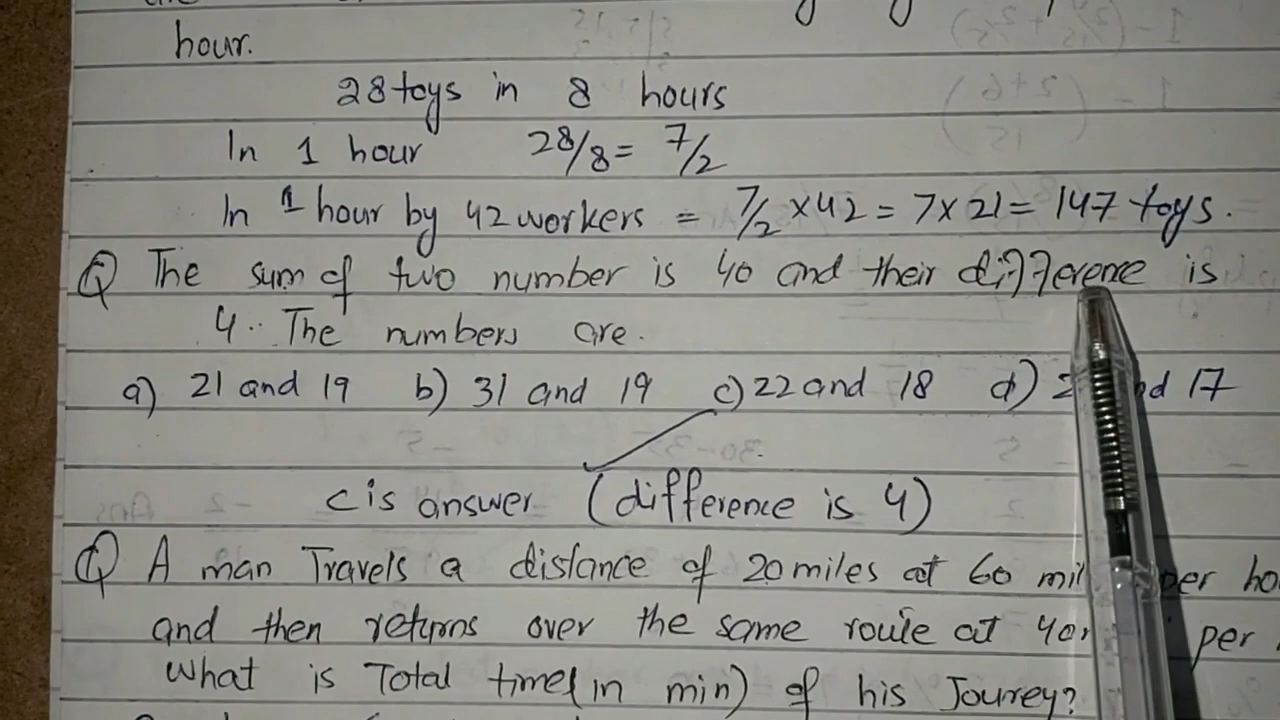 hour.
28 toys in 8 hours
In 1 hour 28/8 = 7/2
In 1 hour by 42 workers = 7/2 × 42 = 7 × 21 = 147 toys.
Q The sum of two number is 40 and their difference is
4. The numbers are.
a) 21 and 19 b) 31 and 19 c) 22 and 18 d) 17
c is answer (difference is 4)
Q A man Travels a distance of 20 miles at 60 per
and then returns over the same route at 40 per
What is Total time (in min) of his Jourey?